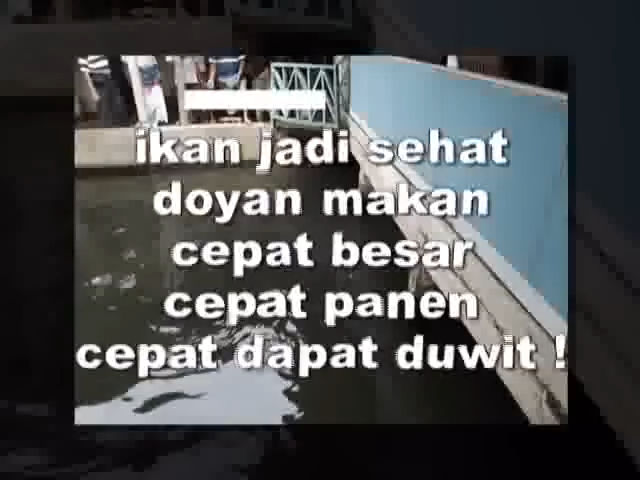 ikan jadi sehat
doyan makan
cepat besar
cepat panen
cepat dapat duwit !